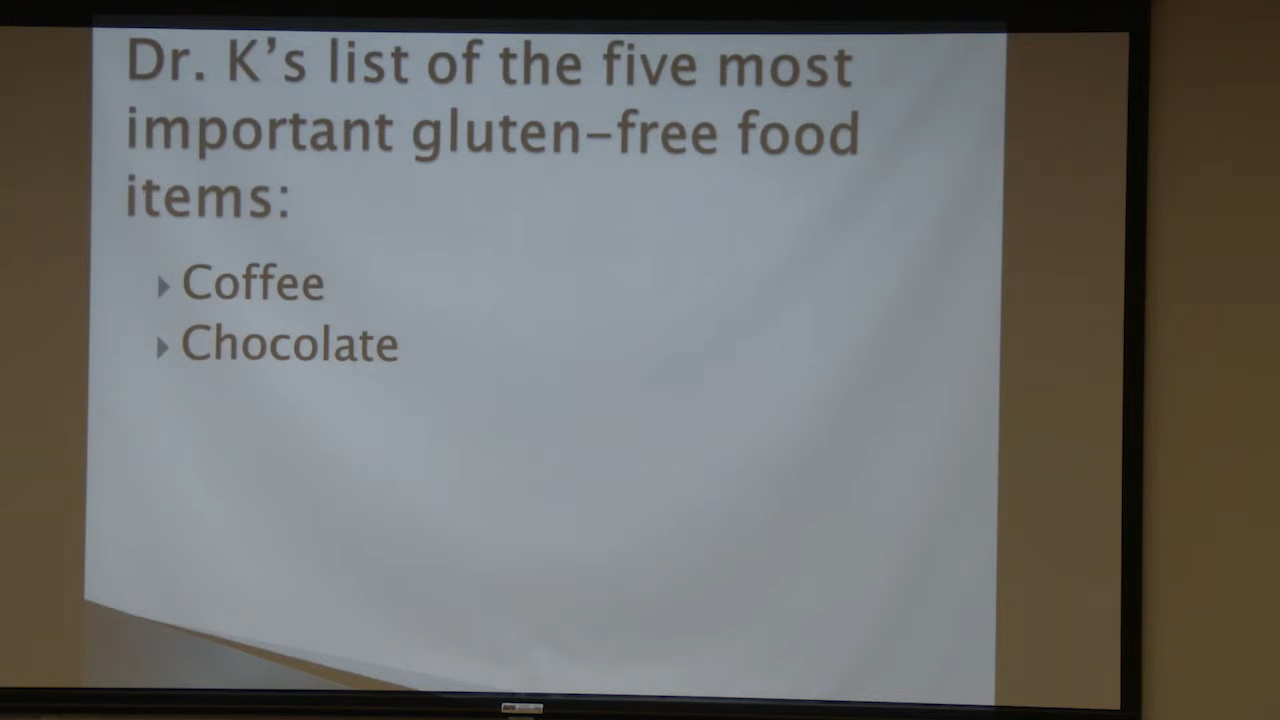 Dr. K’s list of the five most
important gluten-free food
items:
Coffee
Chocolate